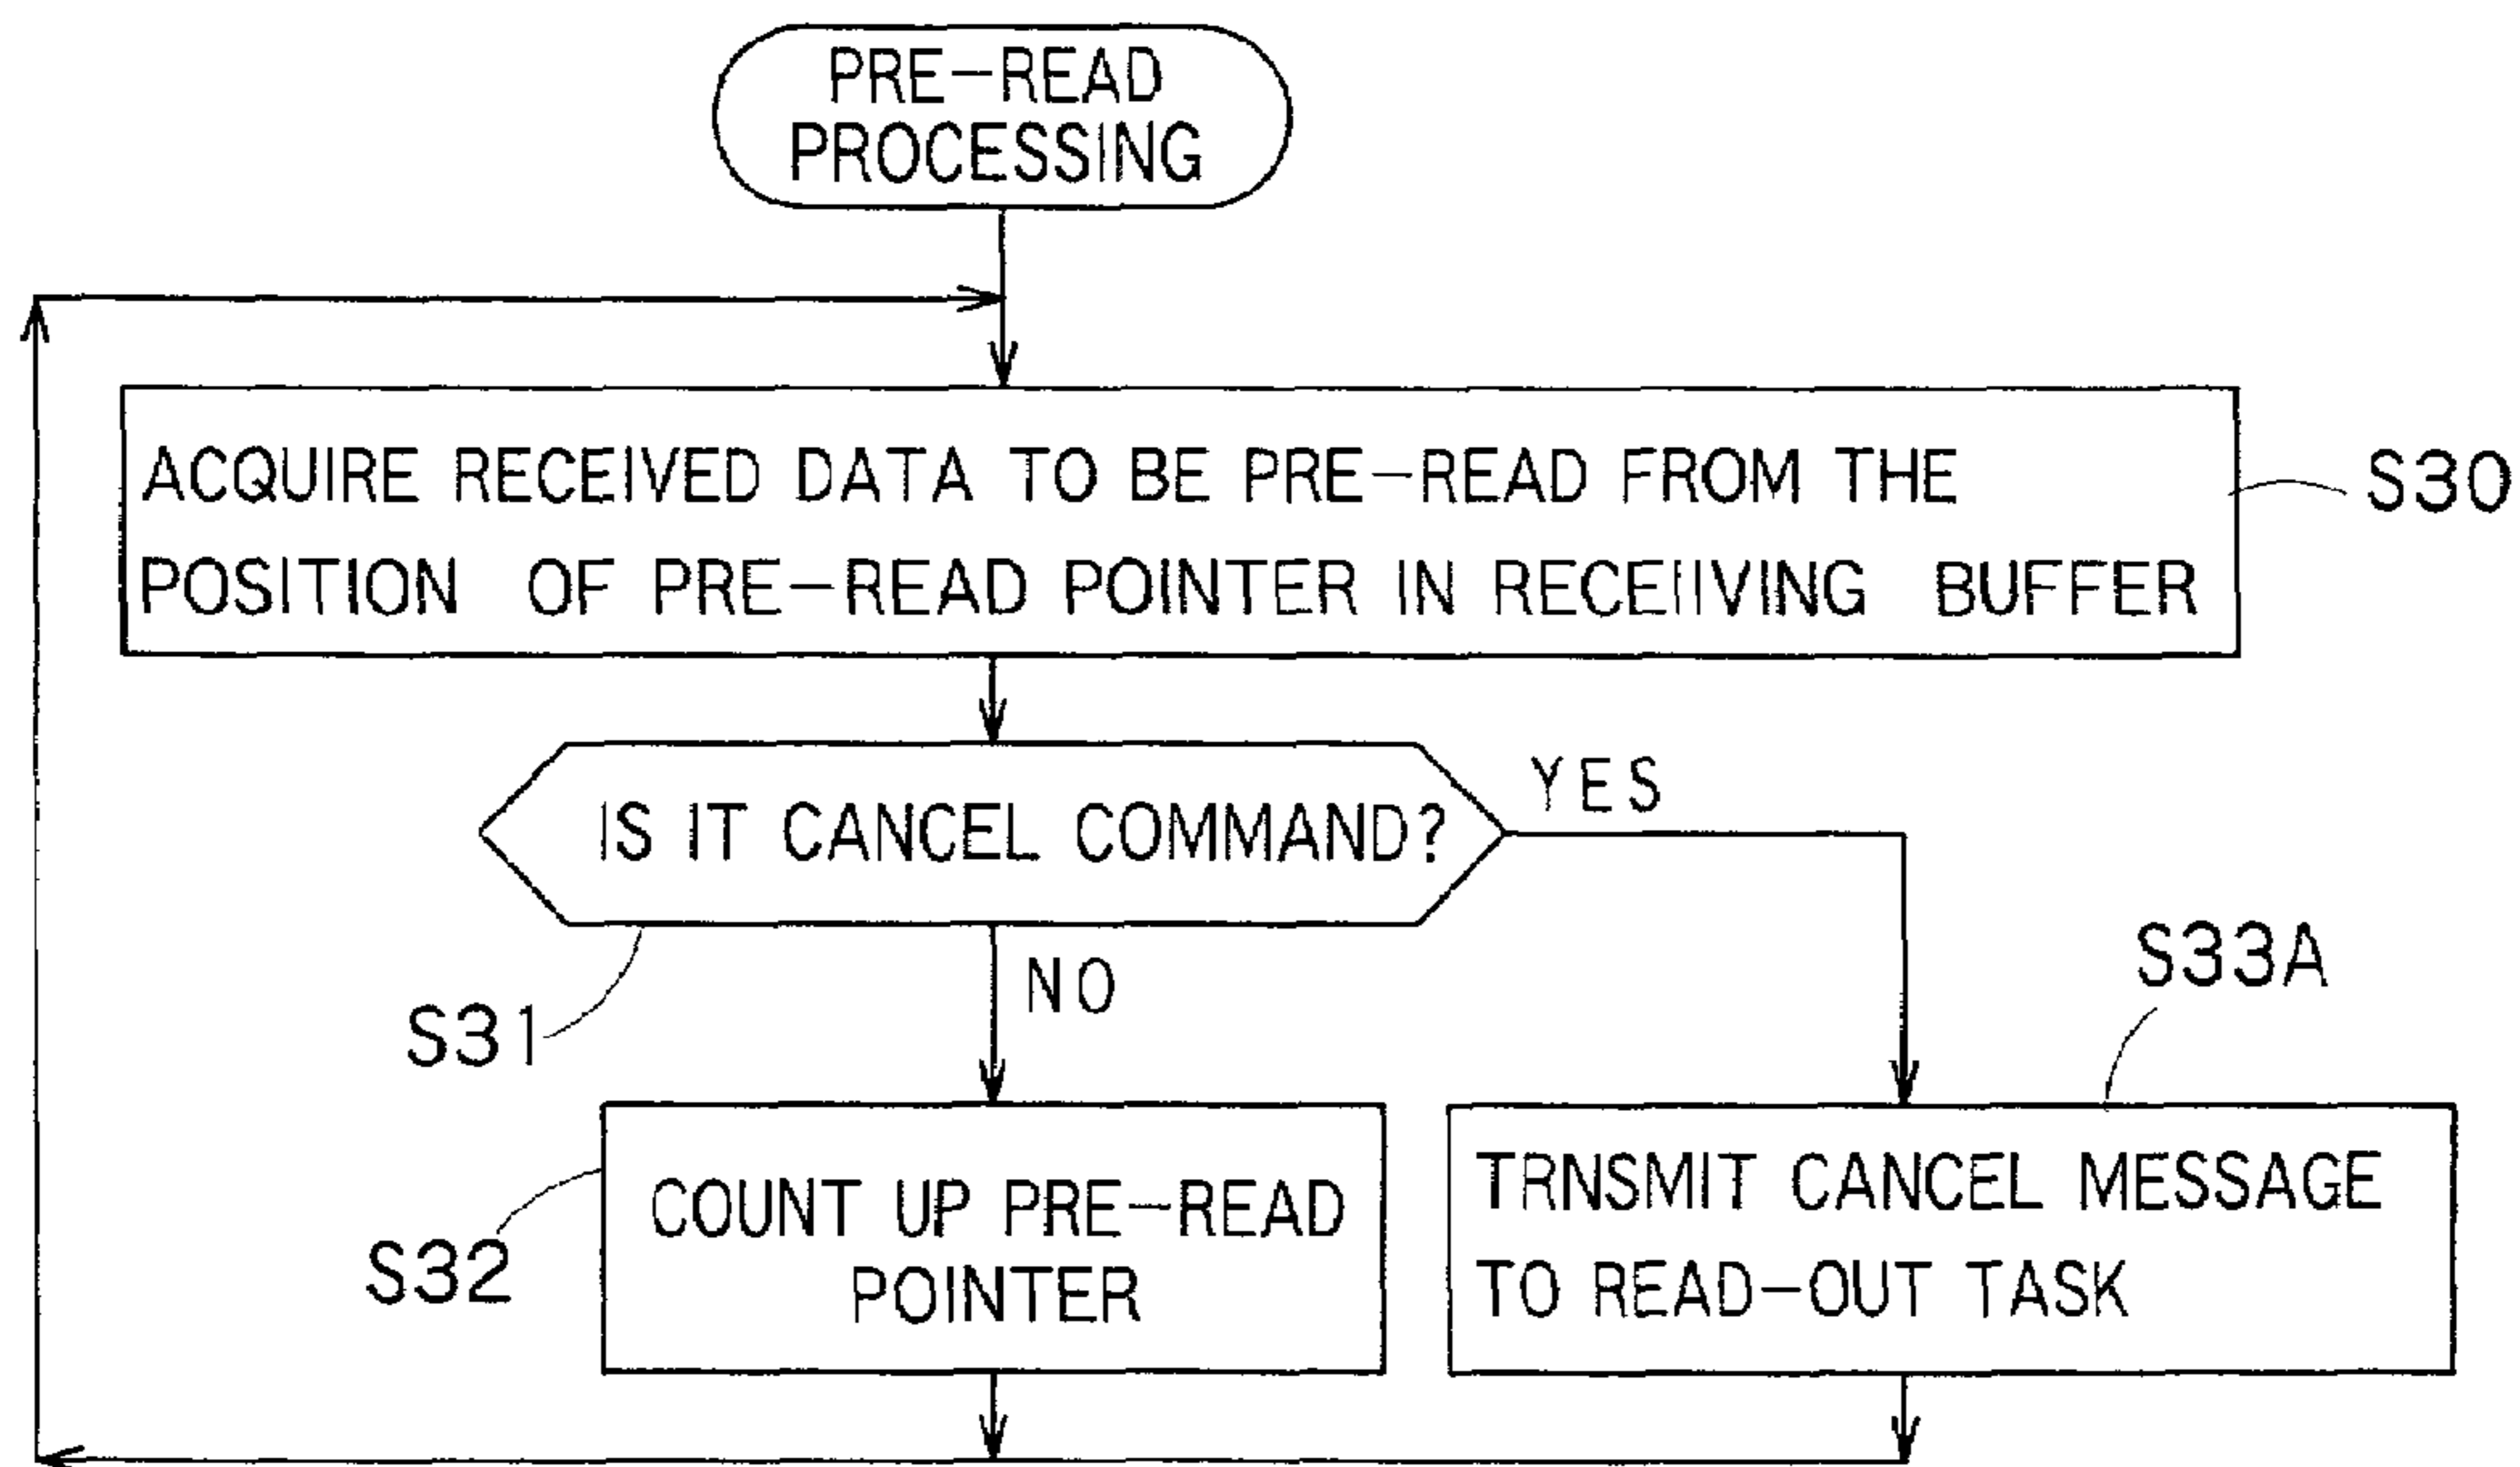 PRE-READ
PROCESSING
ACQUIRE RECEIVED DATA TO BE PRE-READ FROM THE
POSITION OF PRE-READ POINTER IN RECEIIVING BUFFER
S30
IS IT CANCEL COMMAND?
YES
S31
NO
S33A
COUNT UP PRE-READ
POINTER
S32
TRNSMIT CANCEL MESSAGE
TO READ-OUT TASK